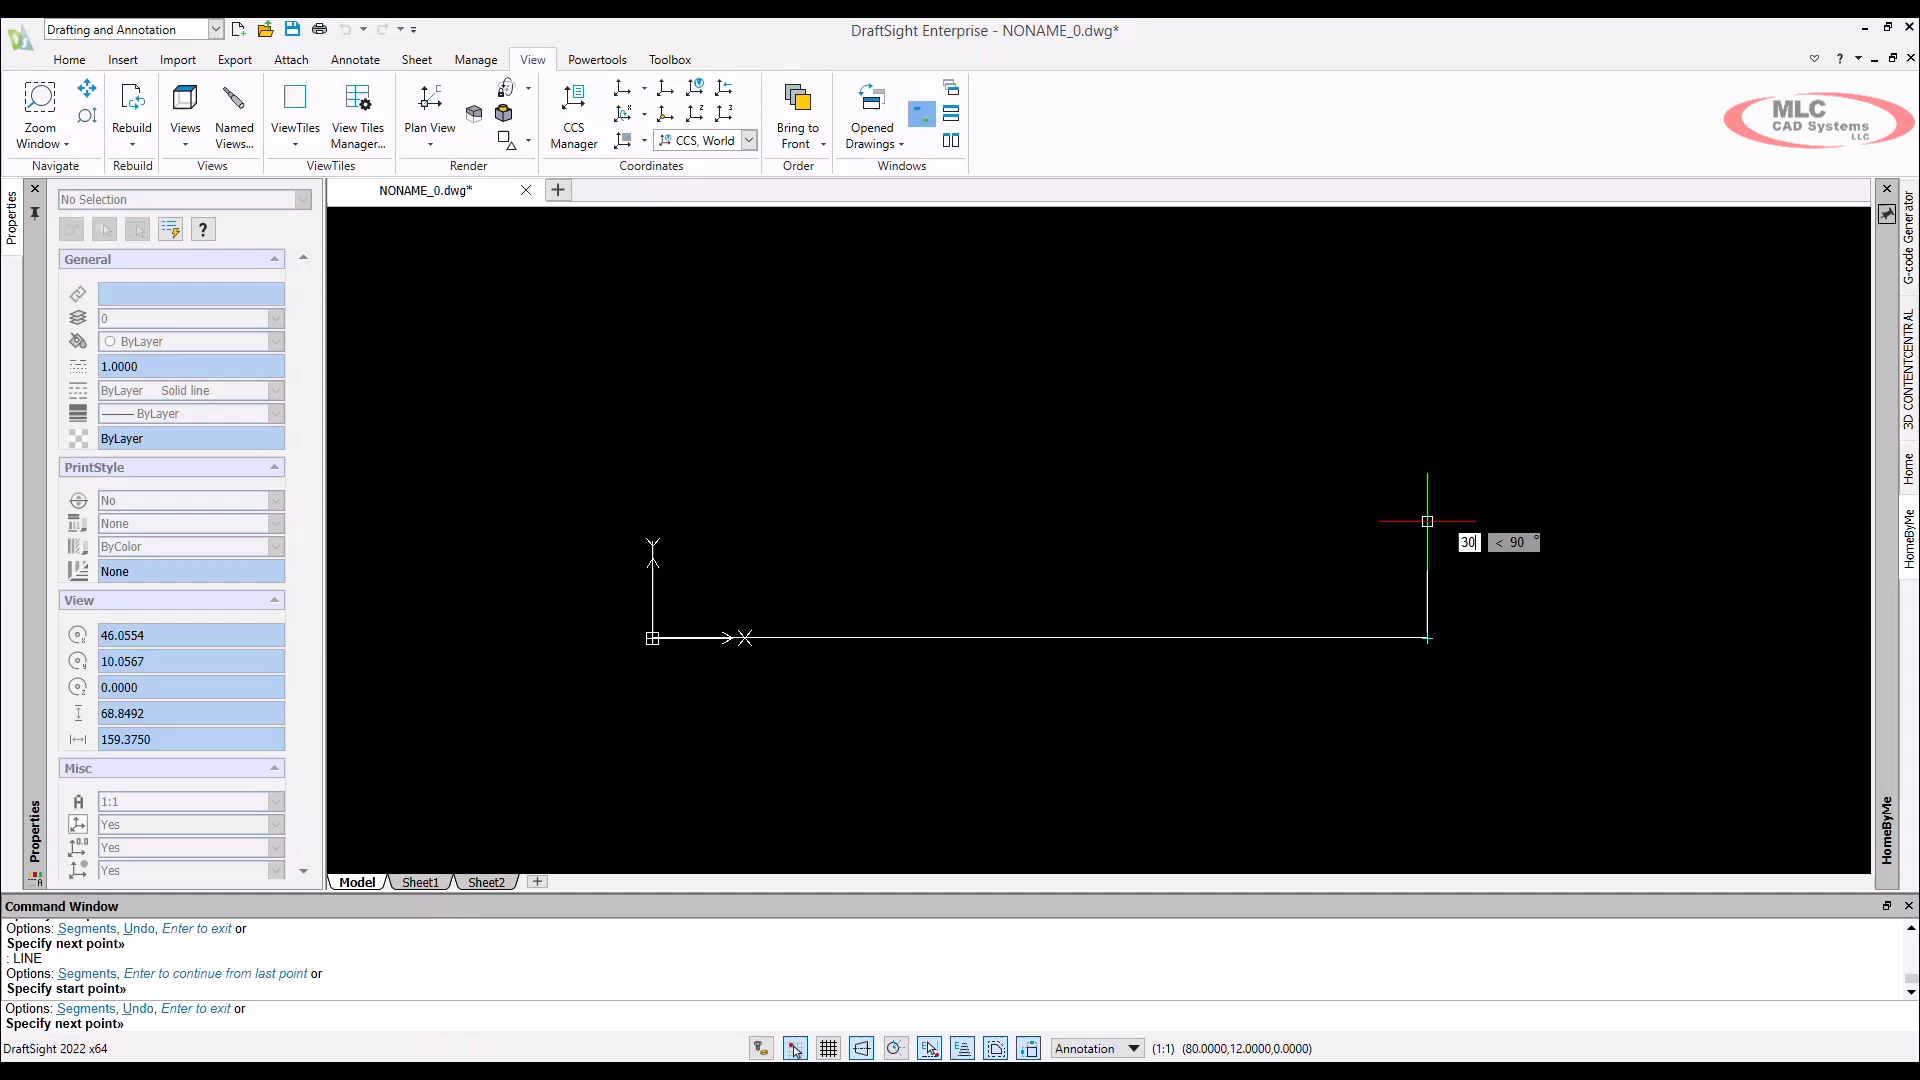 Drafting and Annotation
DraftSight Enterprise - NONAME_0.dwg*
Home Insert Import Export Attach Annotate Sheet Manage View Powertools Toolbox
Zoom Window
Navigate
Rebuild
Rebuild
Views
Named Views...
Views
ViewTiles
View Tiles Manager...
ViewTiles
Plan View
Render
CCS Manager
CCS, World
Coordinates
Bring to Front
Order
Opened Drawings
Windows
MLC
CAD Systems
LLC
Properties
NONAME_0.dwg*
No Selection
?
General
0
ByLayer
1.0000
ByLayer Solid line
ByLayer
ByLayer
PrintStyle
No
None
ByColor
None
View
46.0554
10.0567
0.0000
68.8492
159.3750
Misc
1:1
Yes
Yes
Yes
Properties
Y
X
30 < 90 °
G-code Generator
3D CONTENTCENTRAL
Home
HomeByMe
HomeByMe
Model Sheet1 Sheet2
Command Window
Options: Segments, Undo, Enter to exit or
Specify next point»
: LINE
Options: Segments, Enter to continue from last point or
Specify start point»
Options: Segments, Undo, Enter to exit or
Specify next point»
DraftSight 2022 x64
Annotation (1:1) (80.0000,12.0000,0.0000)